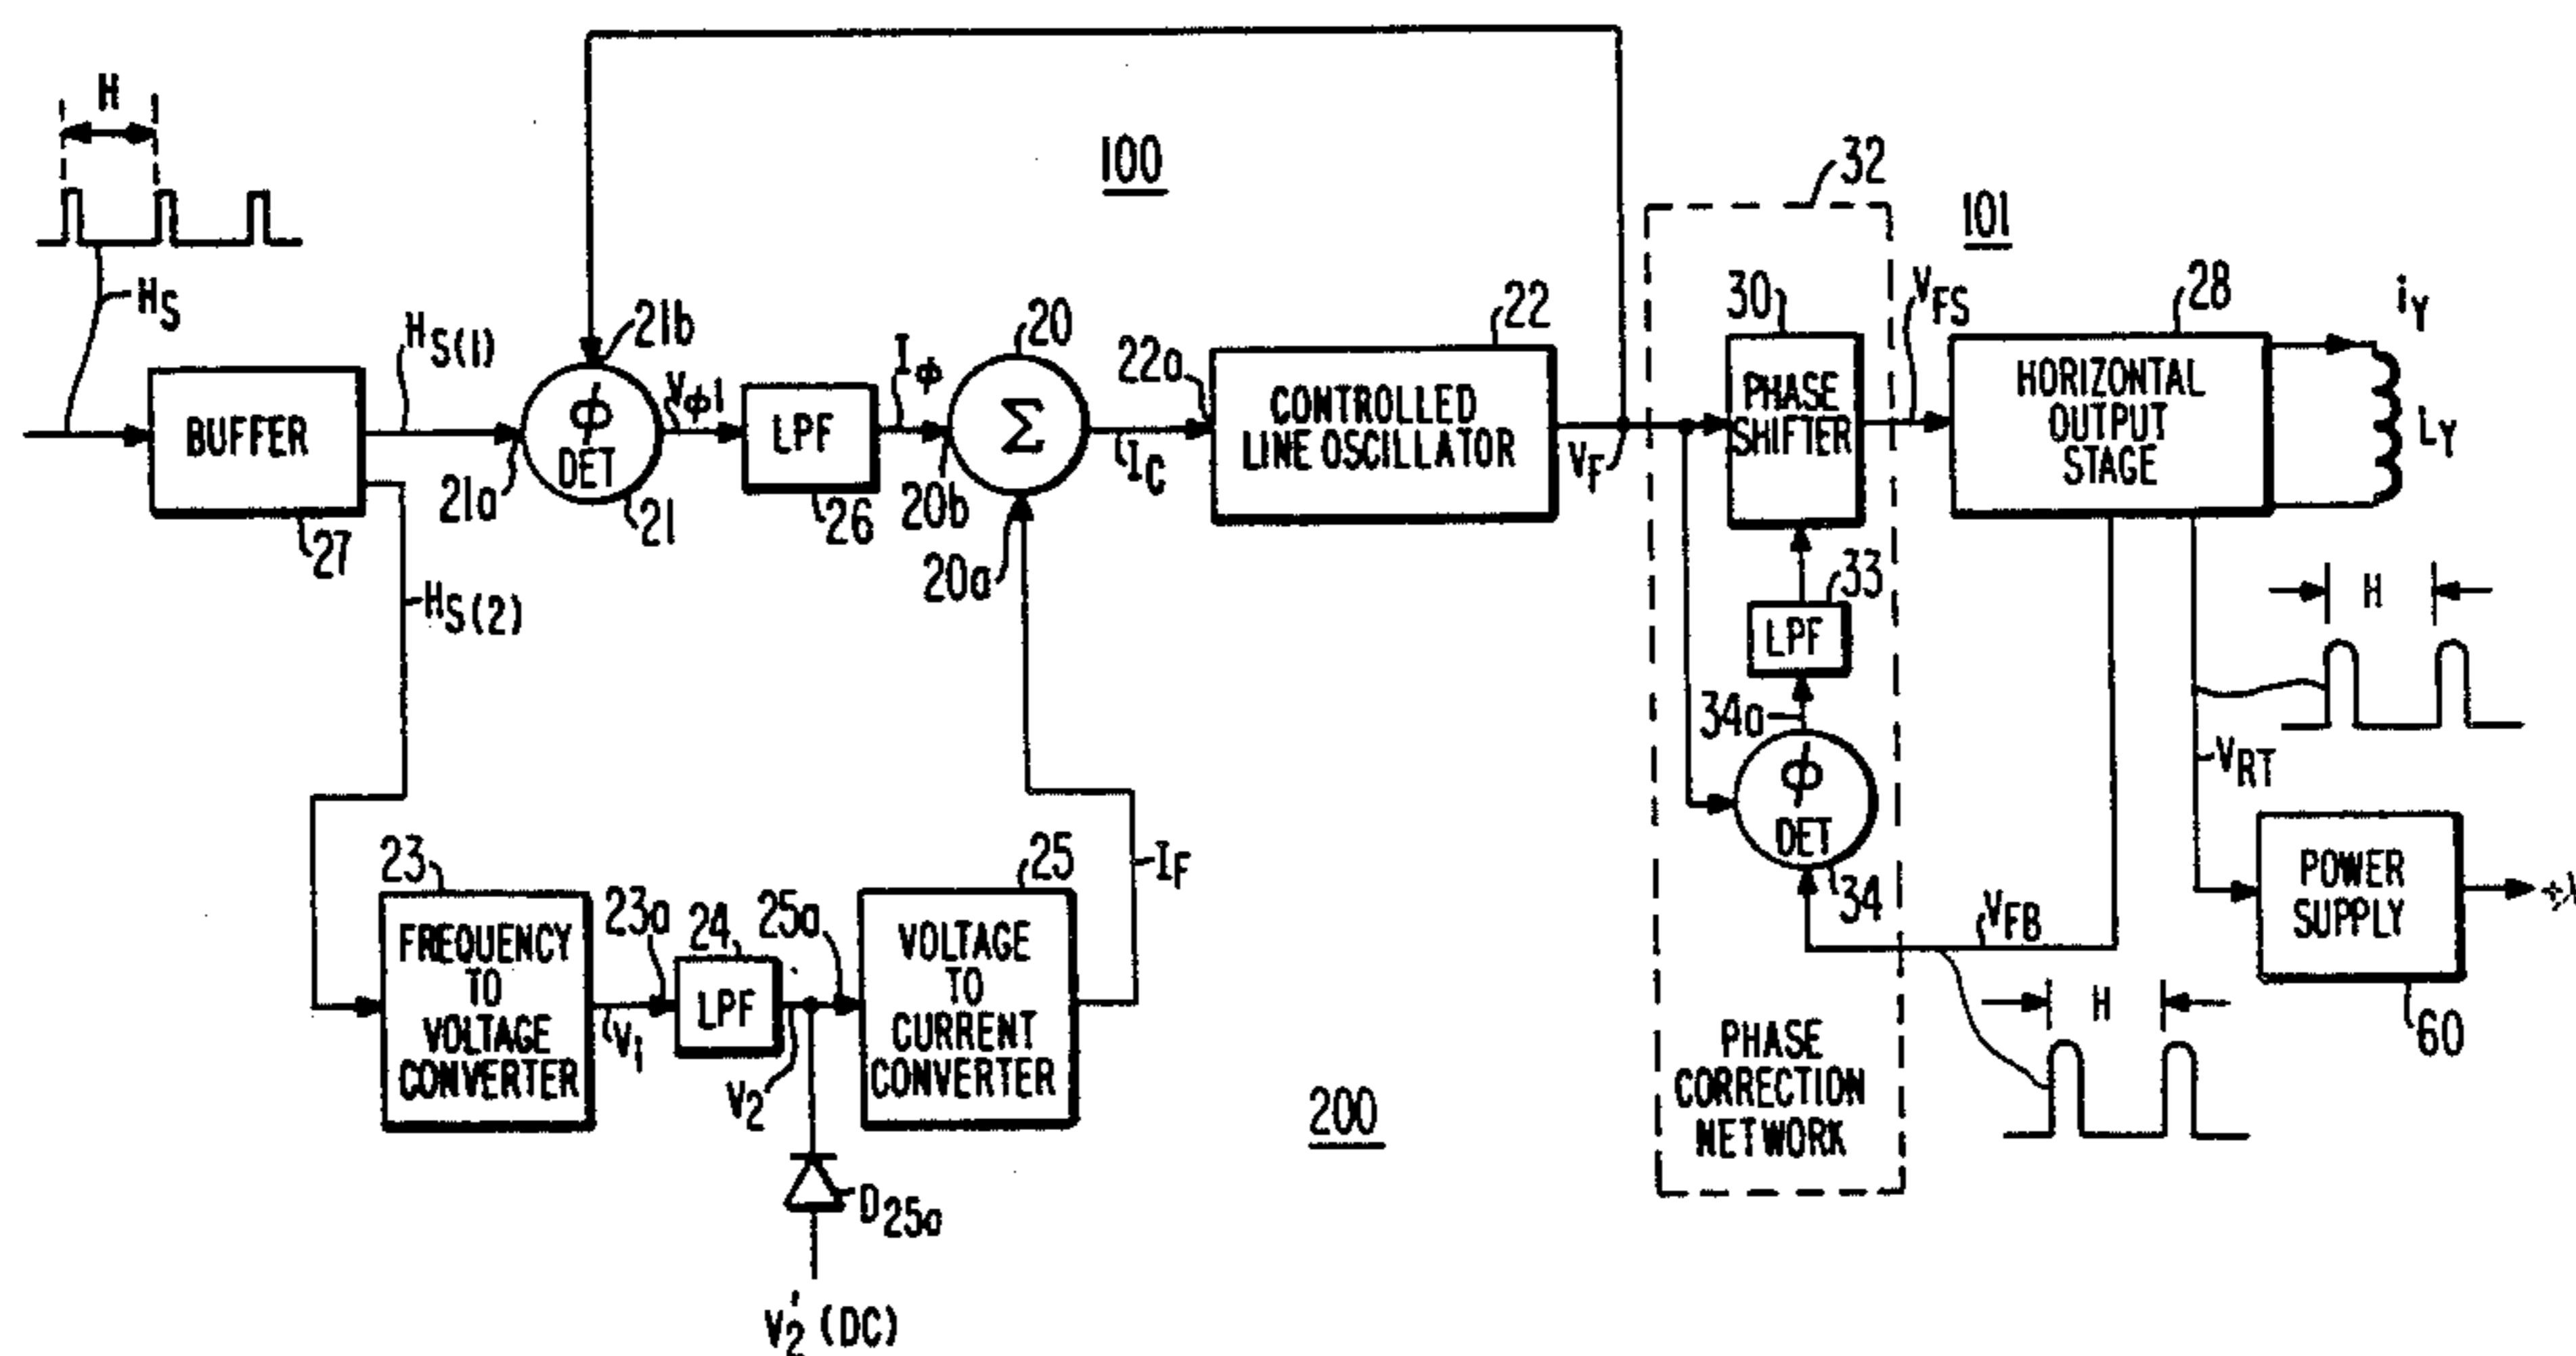 H
100
32
101
HS
HS(1)
21b
Vφ1
Iφ
20
22
30
VFS
28
iY
22a
BUFFER
φ
DET
LPF
Σ
IC
CONTROLLED
LINE OSCILLATOR
VF
PHASE
SHIFTER
HORIZONTAL
OUTPUT
STAGE
LY
27
21a
21
26
20b
20a
HS(2)
33
LPF
H
34a
φ
DET
34
VRT
23
23a
24
25a
25
IF
FREQUENCY
TO
VOLTAGE
CONVERTER
V1
LPF
V2
VOLTAGE
TO
CURRENT
CONVERTER
VFB
POWER
SUPPLY
60
H
PHASE
CORRECTION
NETWORK
200
D25a
V2' (DC)